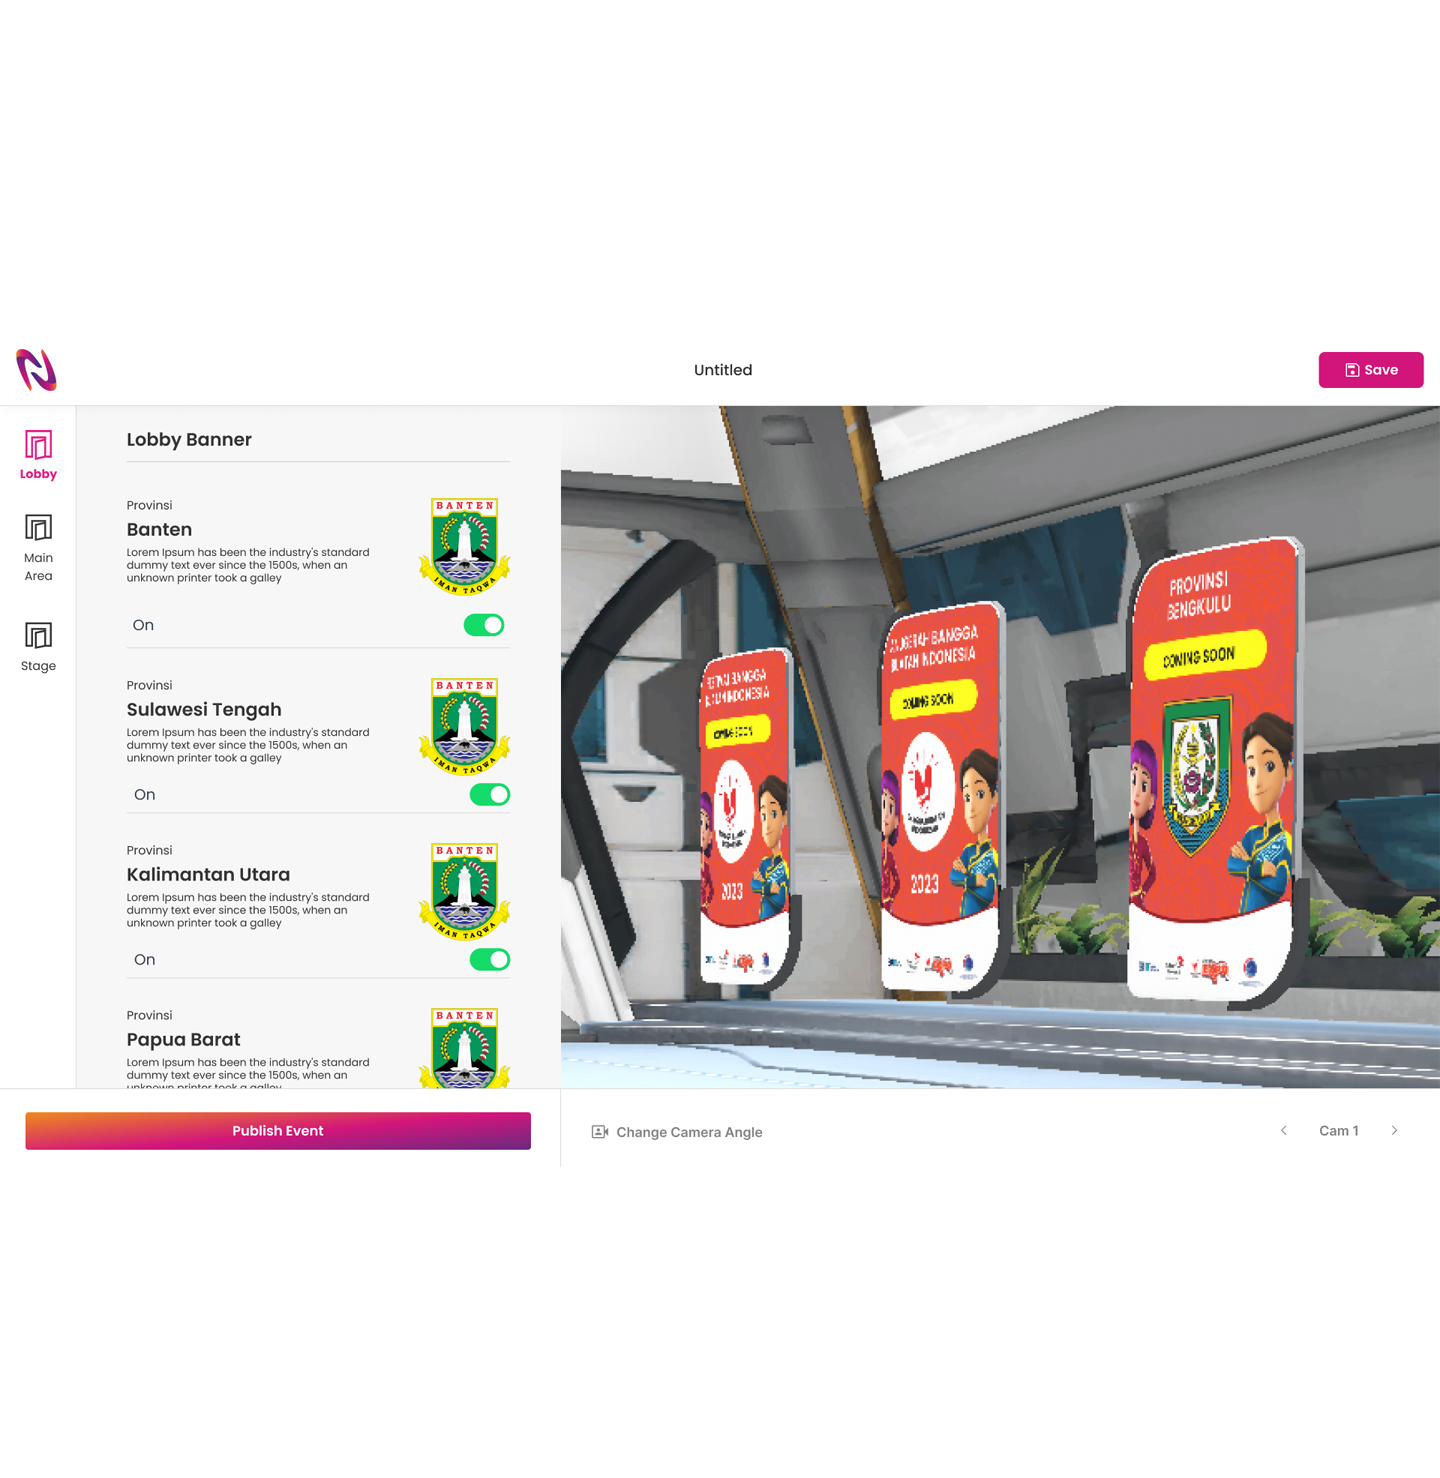 Untitled
Save
Lobby
Main
Area
Stage
Lobby Banner
Provinsi
Banten
Lorem Ipsum has been the industry's standard
dummy text ever since the 1500s, when an
unknown printer took a galley
BANTEN
IMAN TAQWA
On
Provinsi
Sulawesi Tengah
Lorem Ipsum has been the industry's standard
dummy text ever since the 1500s, when an
unknown printer took a galley
BANTEN
IMAN TAQWA
On
Provinsi
Kalimantan Utara
Lorem Ipsum has been the industry's standard
dummy text ever since the 1500s, when an
unknown printer took a galley
BANTEN
IMAN TAQWA
On
Provinsi
Papua Barat
Lorem Ipsum has been the industry's standard
dummy text ever since the 1500s, when an
unknown printer took a galley
BANTEN
BANGGA
INDONESIA
COMING SOON
2023
BANGGA
INDONESIA
COMING SOON
2023
PROVINSI
BENGKULU
COMING SOON
EXPO
Publish Event
Change Camera Angle
Cam 1